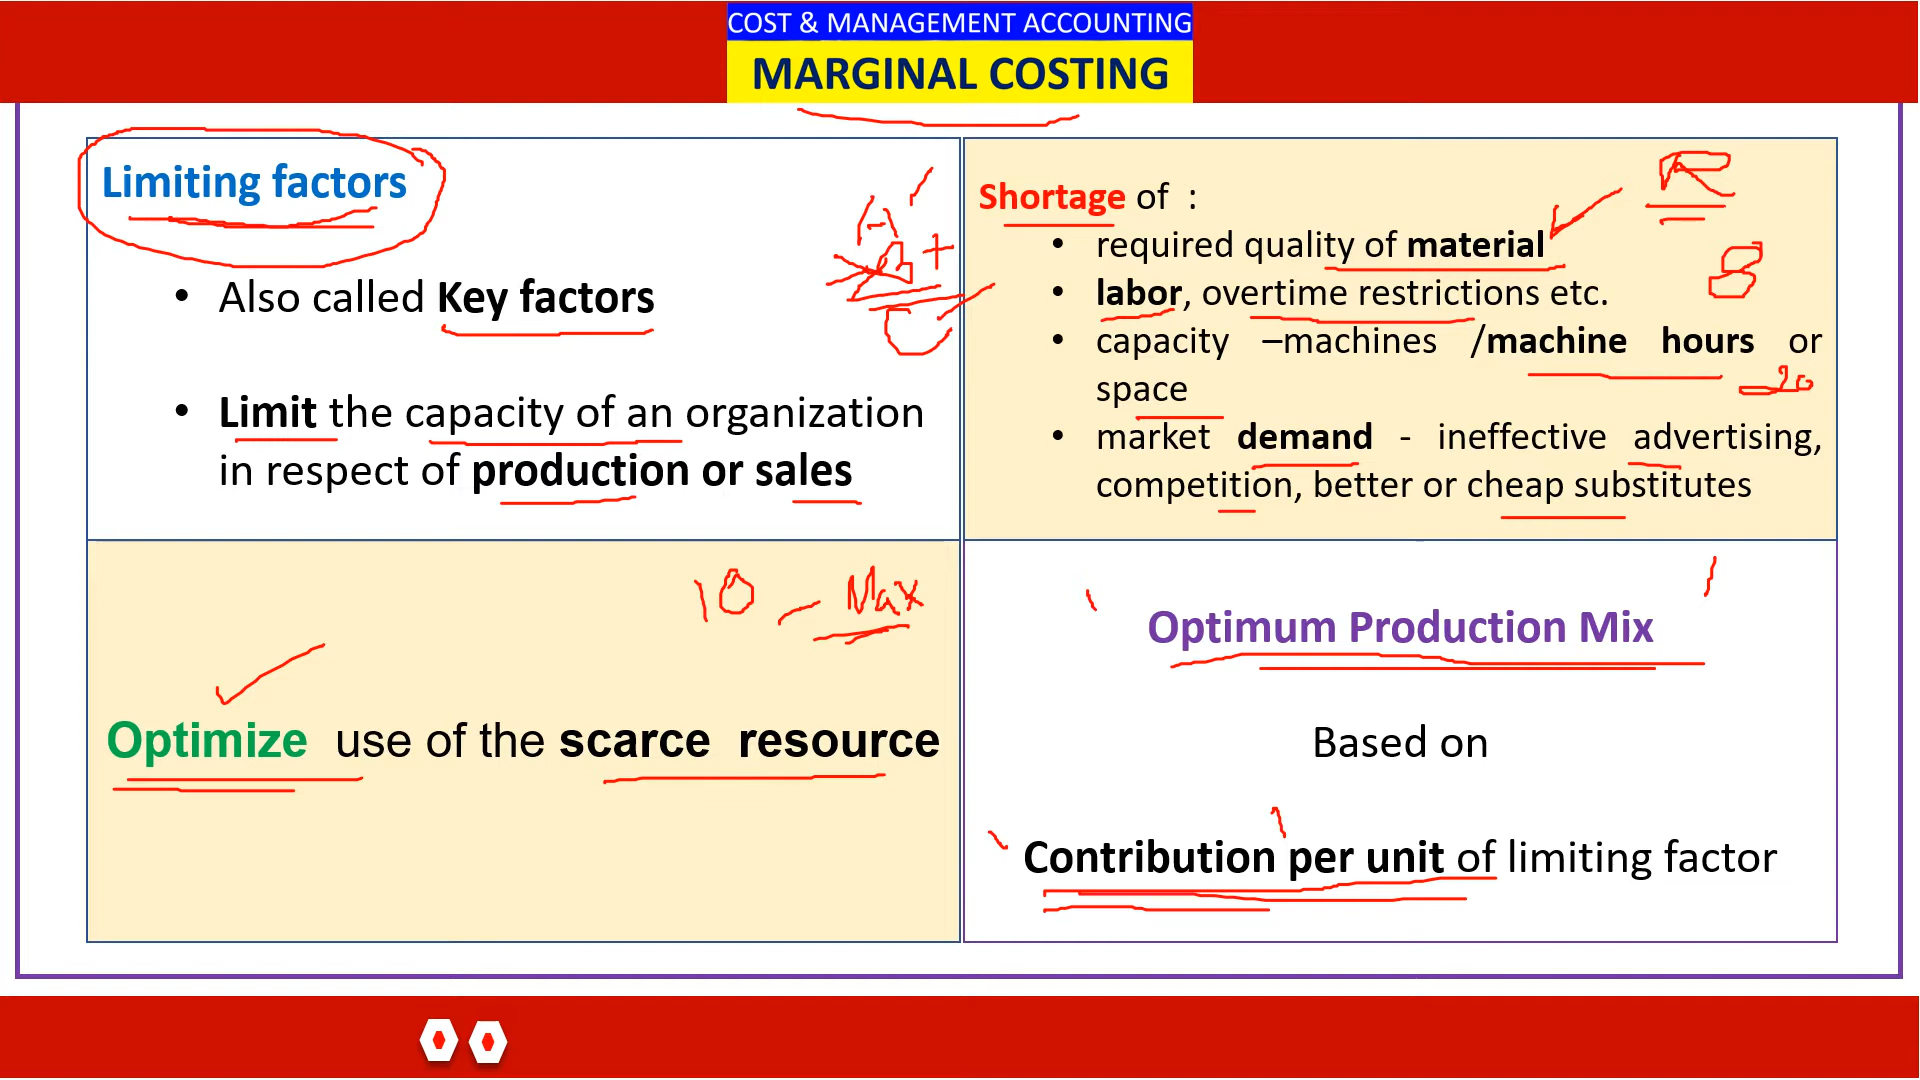 COST & MANAGEMENT ACCOUNTING
MARGINAL COSTING
Limiting factors
• Also called Key factors
• Limit the capacity of an organization
in respect of production or sales
A
B +
C
Shortage of :
• required quality of material
• labor, overtime restrictions etc.
• capacity –machines /machine hours or
space
• market demand - ineffective advertising,
competition, better or cheap substitutes
R
8
20
10 - Max
Optimize use of the scarce resource
Optimum Production Mix
Based on
Contribution per unit of limiting factor